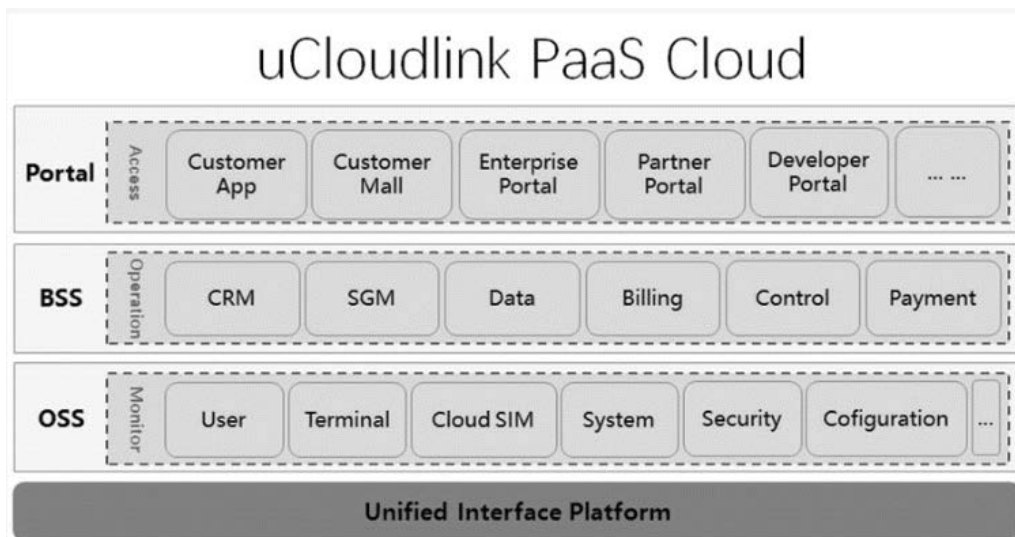 uCloudlink PaaS Cloud
Portal
Access
Customer
App
Customer
Mall
Enterprise
Portal
Partner
Portal
Developer
Portal
... ...
BSS
Operation
CRM
SGM
Data
Billing
Control
Payment
OSS
Monitor
User
Terminal
Cloud SIM
System
Security
Cofiguration
...
Unified Interface Platform